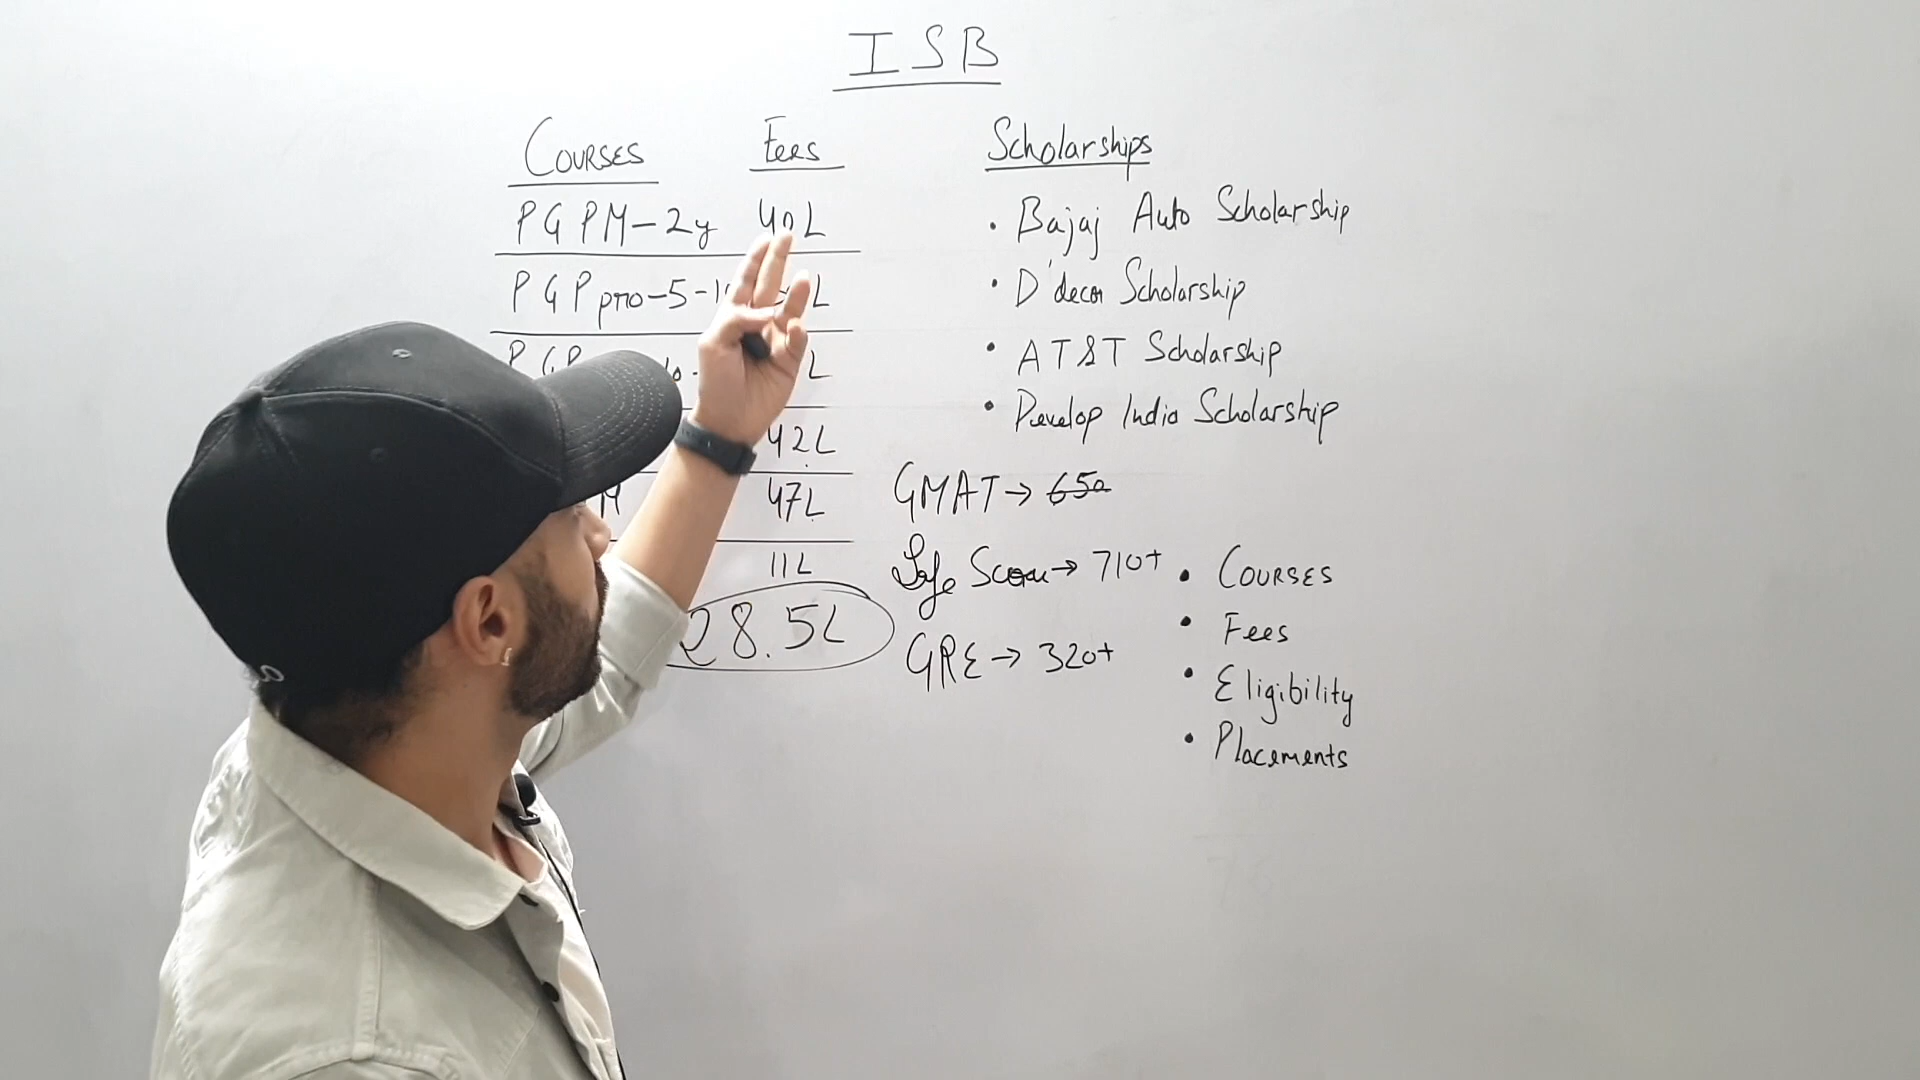 ISB
COURSES Fees
PGPM-2y 40L
PGPpro-5- L
PGP L
42L
47L
11L
28.5L
Scholarships
• Bajaj Auto Scholarship
• D'decor Scholarship
• AT&T Scholarship
• Develop India Scholarship
GMAT→ 650
Safe Score→ 710+
GRE→ 320+
• COURSES
• Fees
• Eligibility
• Placements